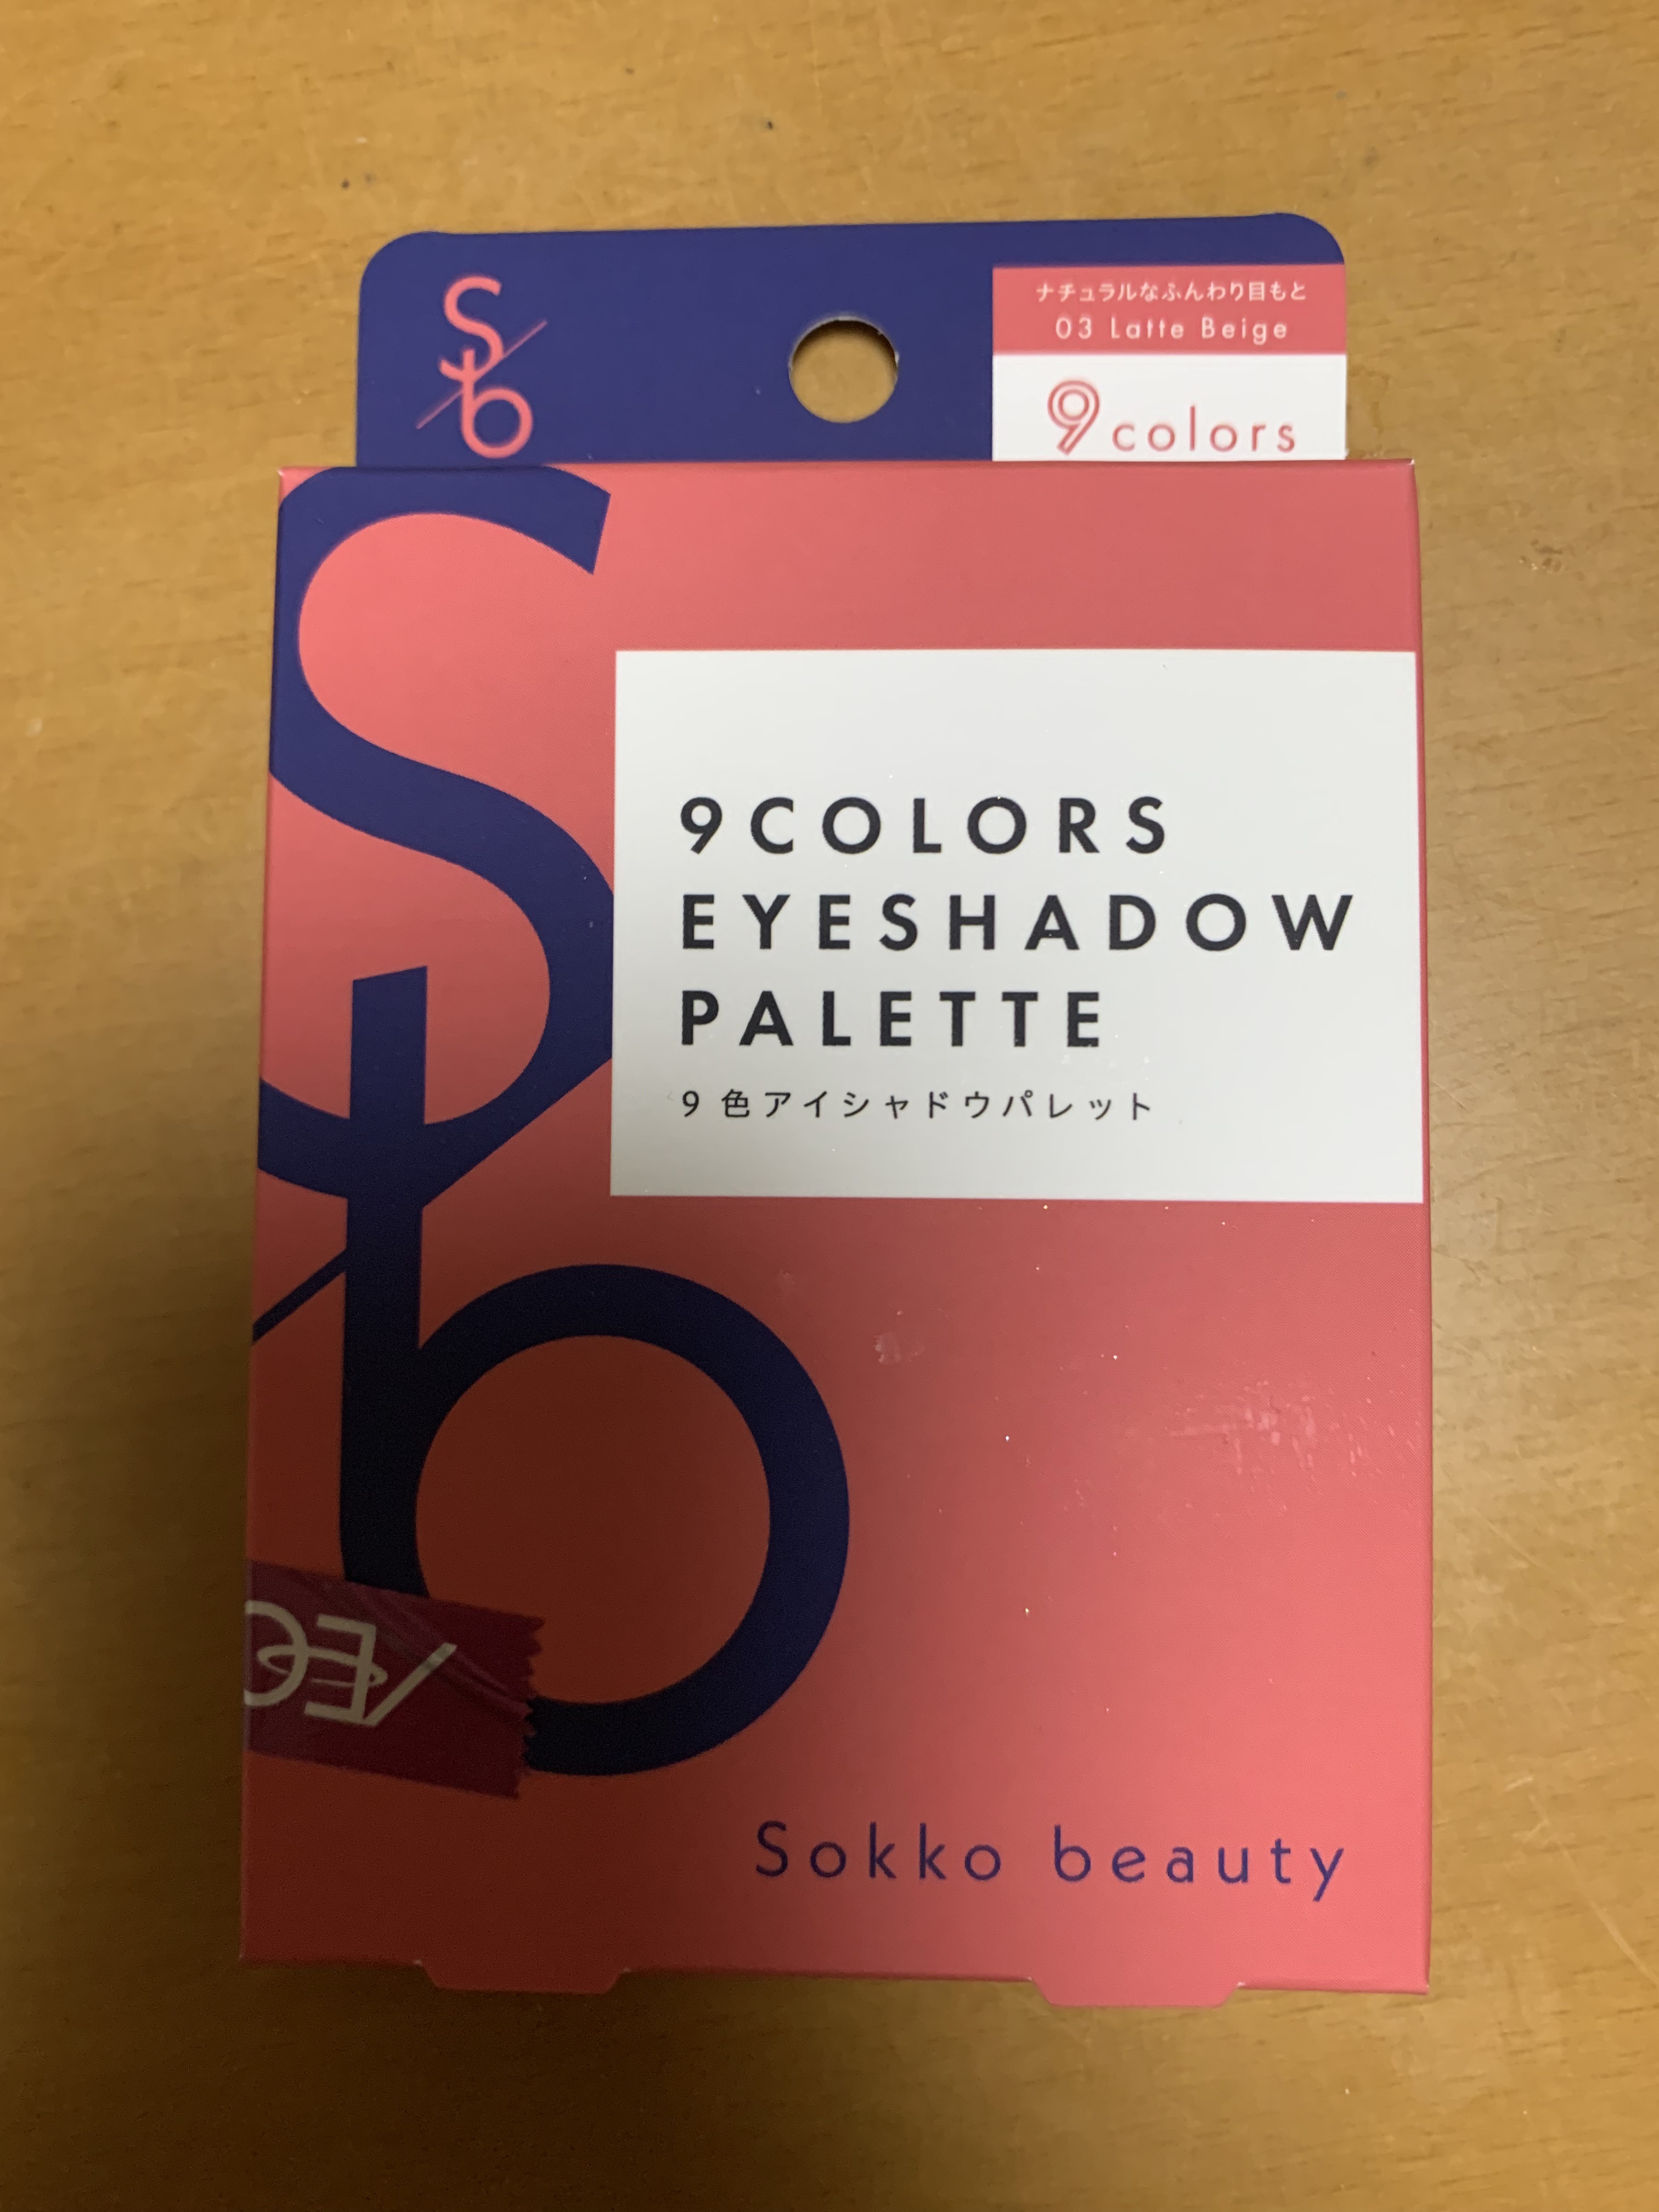 Sb
ナチュラルなふんわり目もと
03 Latte Beige
9colors
Sb
9COLORS
EYESHADOW
PALETTE
9 色アイシャドウパレット
Sokko beauty